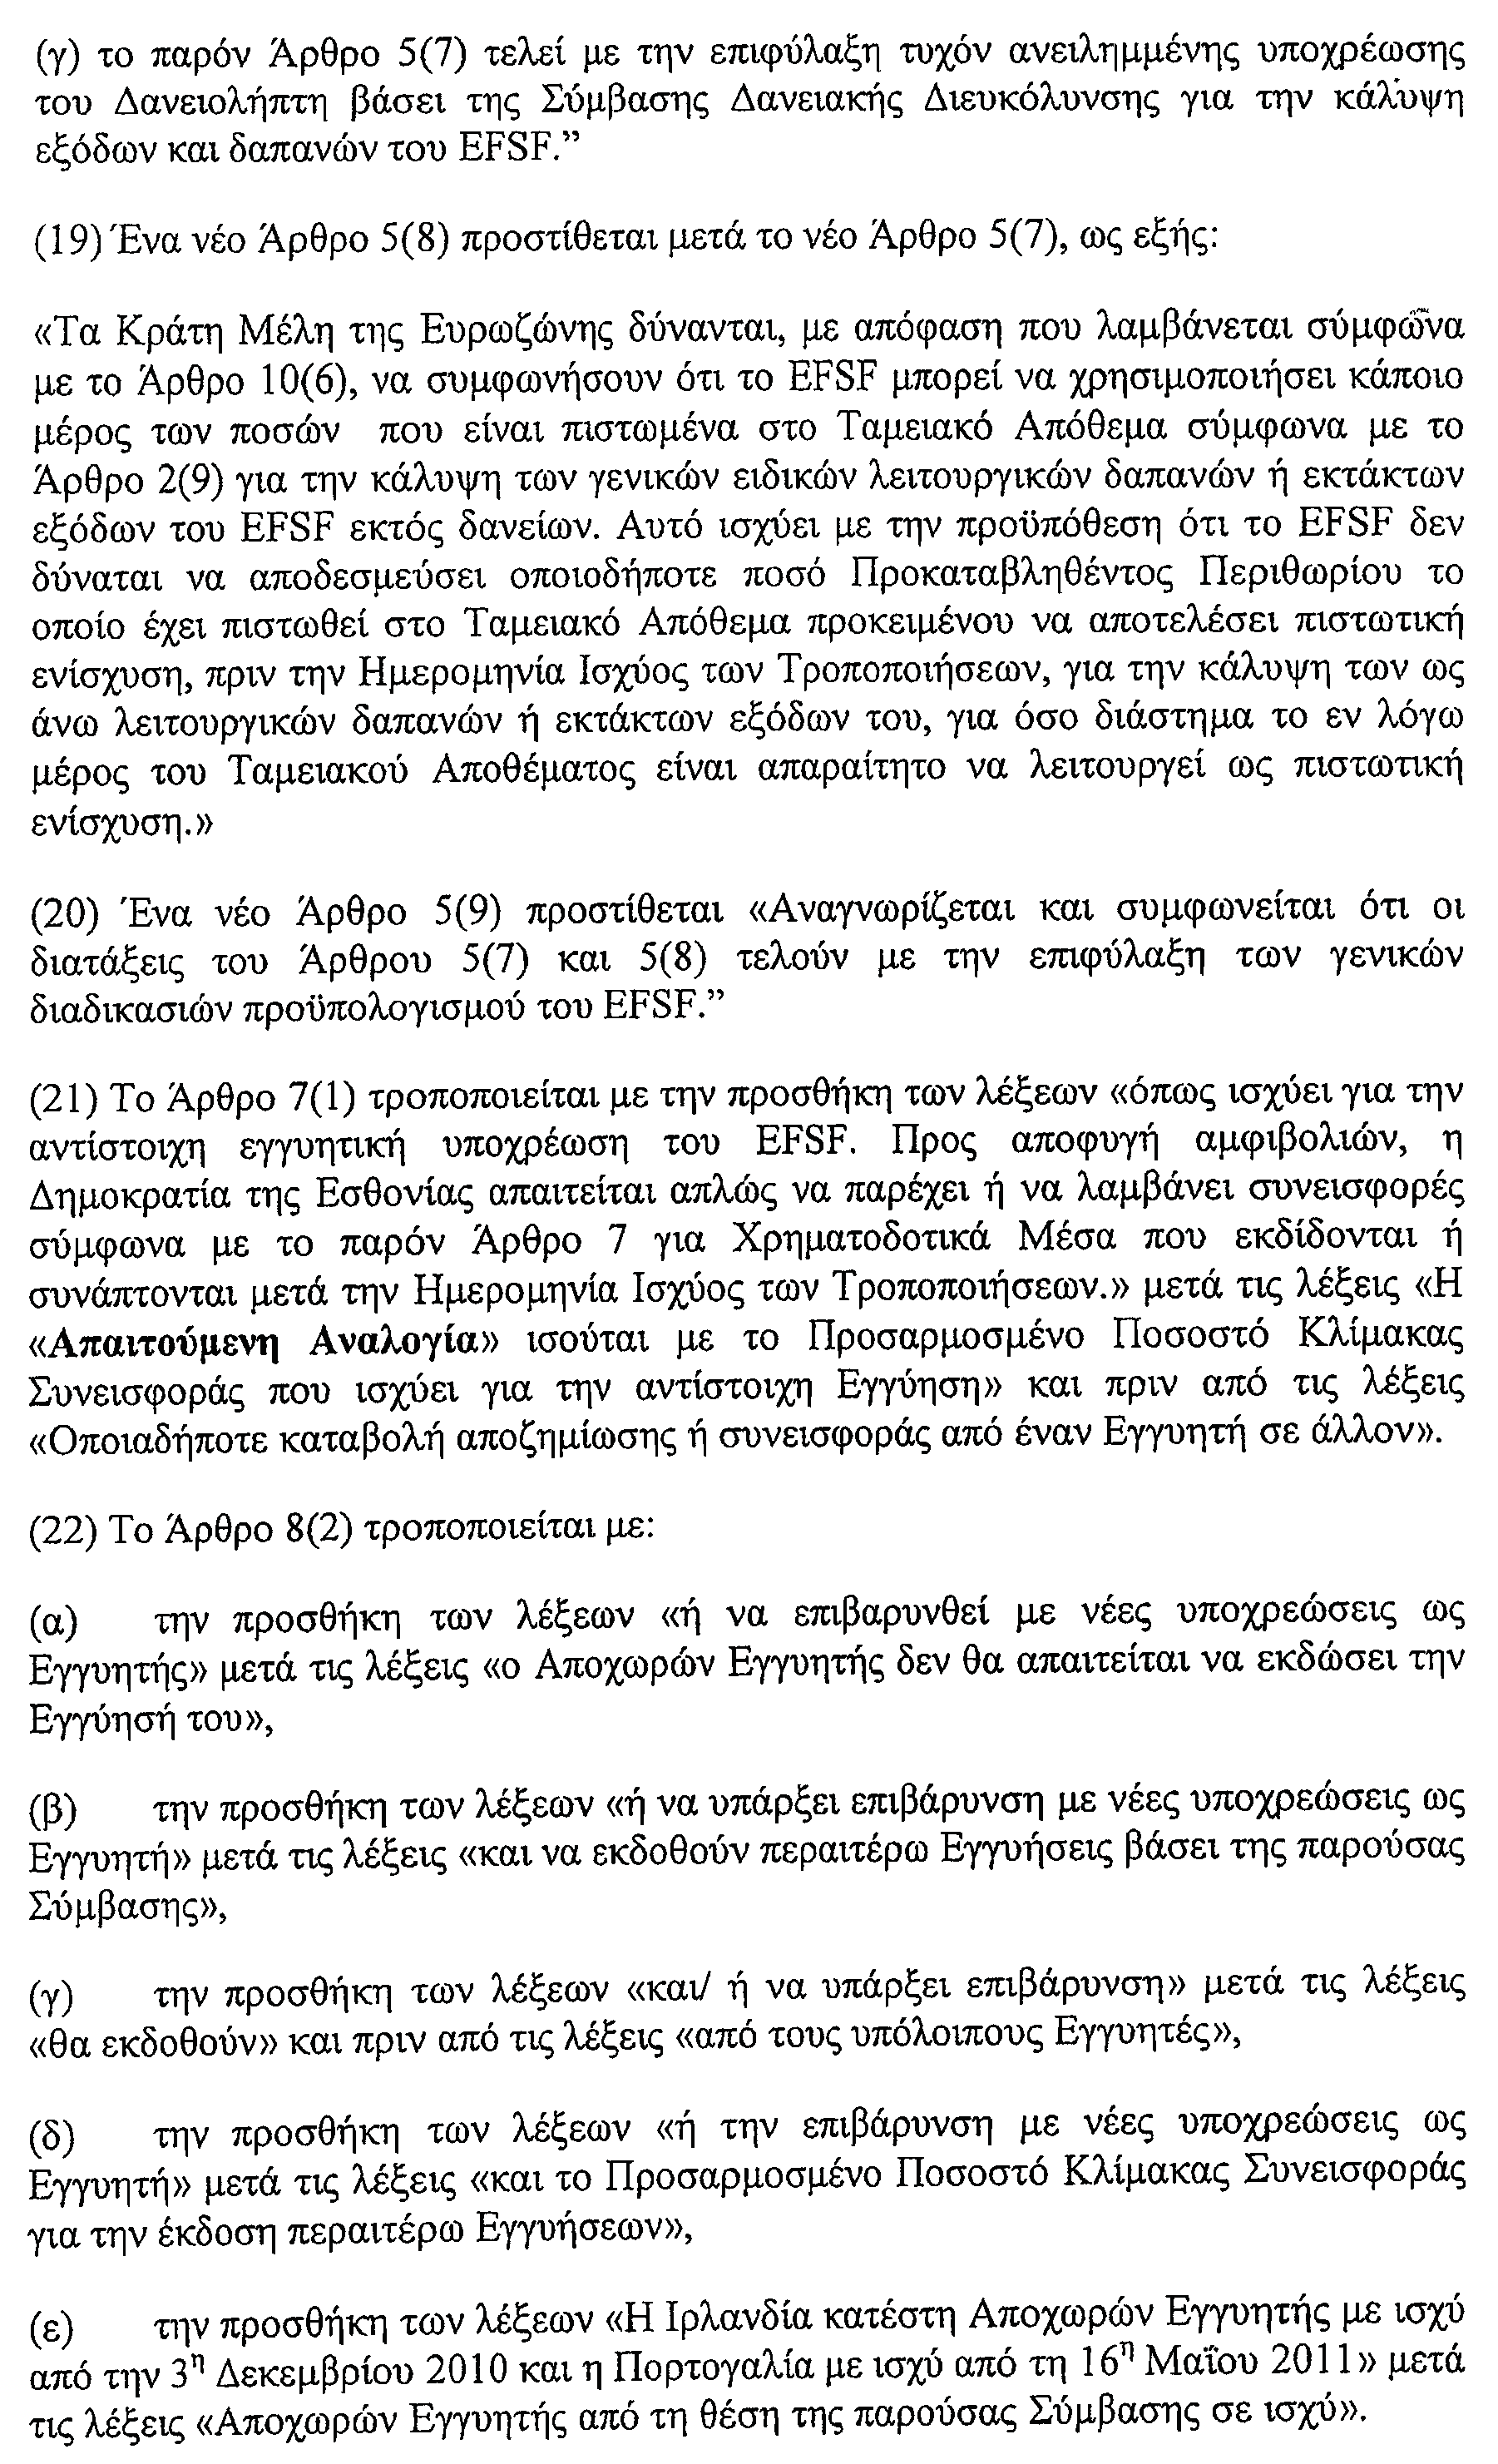 (γ) το παρόν Άρθρο 5(7) τελεί με την επιφύλαξη τυχόν ανειλημμένης υποχρέωσης
του Δανειολήπτη βάσει της Σύμβασης Δανειακής Διευκόλυνσης για την κάλυψη
εξόδων και δαπανών του EFSF.”
(19) Ένα νέο Άρθρο 5(8) προστίθεται μετά το νέο Άρθρο 5(7), ως εξής:
«Τα Κράτη Μέλη της Ευρωζώνης δύνανται, με απόφαση που λαμβάνεται σύμφωνα
με το Άρθρο 10(6), να συμφωνήσουν ότι το EFSF μπορεί να χρησιμοποιήσει κάποιο
μέρος των ποσών που είναι πιστωμένα στο Ταμειακό Απόθεμα σύμφωνα με το
Άρθρο 2(9) για την κάλυψη των γενικών ειδικών λειτουργικών δαπανών ή εκτάκτων
εξόδων του EFSF εκτός δανείων. Αυτό ισχύει με την προϋπόθεση ότι το EFSF δεν
δύναται να αποδεσμεύσει οποιοδήποτε ποσό Προκαταβληθέντος Περιθωρίου το
οποίο έχει πιστωθεί στο Ταμειακό Απόθεμα προκειμένου να αποτελέσει πιστωτική
ενίσχυση, πριν την Ημερομηνία Ισχύος των Τροποποιήσεων, για την κάλυψη των ως
άνω λειτουργικών δαπανών ή εκτάκτων εξόδων του, για όσο διάστημα το εν λόγω
μέρος του Ταμειακού Αποθέματος είναι απαραίτητο να λειτουργεί ως πιστωτική
ενίσχυση.»
(20) Ένα νέο Άρθρο 5(9) προστίθεται «Αναγνωρίζεται και συμφωνείται ότι οι
διατάξεις του Άρθρου 5(7) και 5(8) τελούν με την επιφύλαξη των γενικών
διαδικασιών προϋπολογισμού του EFSF.”
(21) Το Άρθρο 7(1) τροποποιείται με την προσθήκη των λέξεων «όπως ισχύει για την
αντίστοιχη εγγυητική υποχρέωση του EFSF. Προς αποφυγή αμφιβολιών, η
Δημοκρατία της Εσθονίας απαιτείται απλώς να παρέχει ή να λαμβάνει συνεισφορές
σύμφωνα με το παρόν Άρθρο 7 για Χρηματοδοτικά Μέσα που εκδίδονται ή
συνάπτονται μετά την Ημερομηνία Ισχύος των Τροποποιήσεων.» μετά τις λέξεις «Η
«Απαιτούμενη Αναλογία» ισούται με το Προσαρμοσμένο Ποσοστό Κλίμακας
Συνεισφοράς που ισχύει για την αντίστοιχη Εγγύηση» και πριν από τις λέξεις
«Οποιαδήποτε καταβολή αποζημίωσης ή συνεισφοράς από έναν Εγγυητή σε άλλον».
(22) Το Άρθρο 8(2) τροποποιείται με:
(α) την προσθήκη των λέξεων «ή να επιβαρυνθεί με νέες υποχρεώσεις ως
Εγγυητής» μετά τις λέξεις «ο Αποχωρών Εγγυητής δεν θα απαιτείται να εκδώσει την
Εγγύησή του»,
(β) την προσθήκη των λέξεων «ή να υπάρξει επιβάρυνση με νέες υποχρεώσεις ως
Εγγυητή» μετά τις λέξεις «και να εκδοθούν περαιτέρω Εγγυήσεις βάσει της παρούσας
Σύμβασης»,
(γ) την προσθήκη των λέξεων «και/ ή να υπάρξει επιβάρυνση» μετά τις λέξεις
«θα εκδοθούν» και πριν από τις λέξεις «από τους υπόλοιπους Εγγυητές»,
(δ) την προσθήκη των λέξεων «ή την επιβάρυνση με νέες υποχρεώσεις ως
Εγγυητή» μετά τις λέξεις «και το Προσαρμοσμένο Ποσοστό Κλίμακας Συνεισφοράς
για την έκδοση περαιτέρω Εγγυήσεων»,
(ε) την προσθήκη των λέξεων «Η Ιρλανδία κατέστη Αποχωρών Εγγυητής με ισχύ
από την 3η Δεκεμβρίου 2010 και η Πορτογαλία με ισχύ από τη 16η Μαΐου 2011» μετά
τις λέξεις «Αποχωρών Εγγυητής από τη θέση της παρούσας Σύμβασης σε ισχύ».